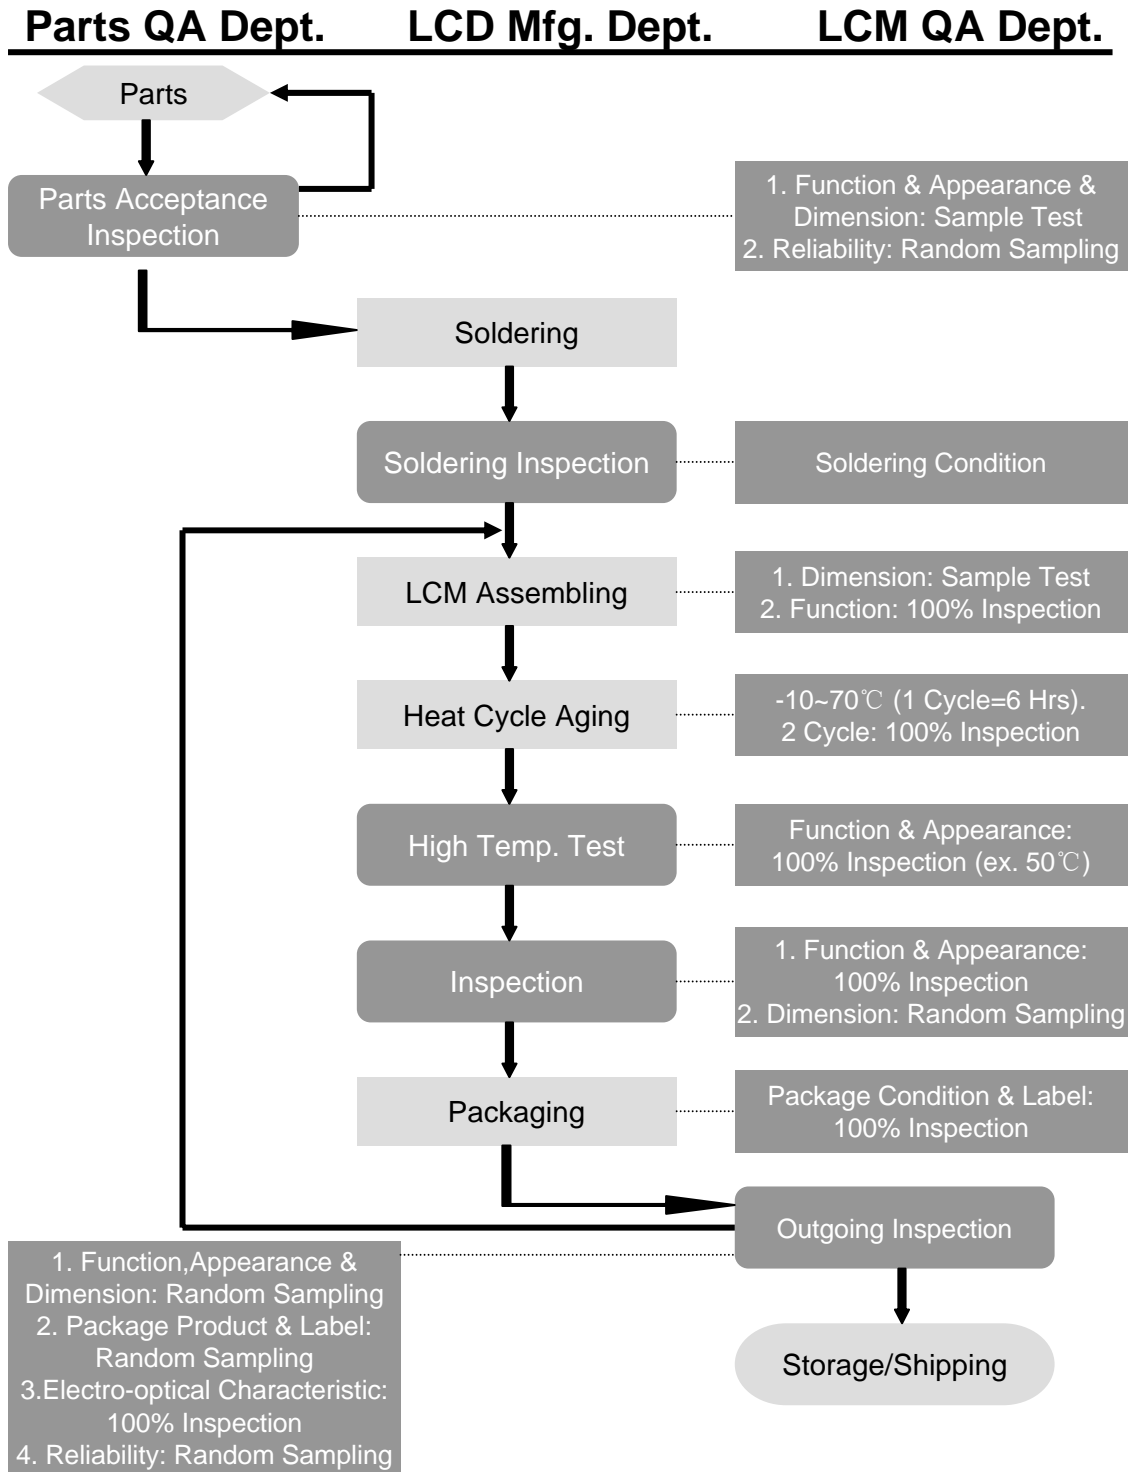 Parts QA Dept. LCD Mfg. Dept. LCM QA Dept.
Parts
Parts Acceptance
Inspection
1. Function & Appearance &
Dimension: Sample Test
2. Reliability: Random Sampling
Soldering
Soldering Inspection
Soldering Condition
LCM Assembling
1. Dimension: Sample Test
2. Function: 100% Inspection
Heat Cycle Aging
-10~70℃ (1 Cycle=6 Hrs).
2 Cycle: 100% Inspection
High Temp. Test
Function & Appearance:
100% Inspection (ex. 50℃)
Inspection
1. Function & Appearance:
100% Inspection
2. Dimension: Random Sampling
Packaging
Package Condition & Label:
100% Inspection
Outgoing Inspection
1. Function,Appearance &
Dimension: Random Sampling
2. Package Product & Label:
Random Sampling
3.Electro-optical Characteristic:
100% Inspection
4. Reliability: Random Sampling
Storage/Shipping